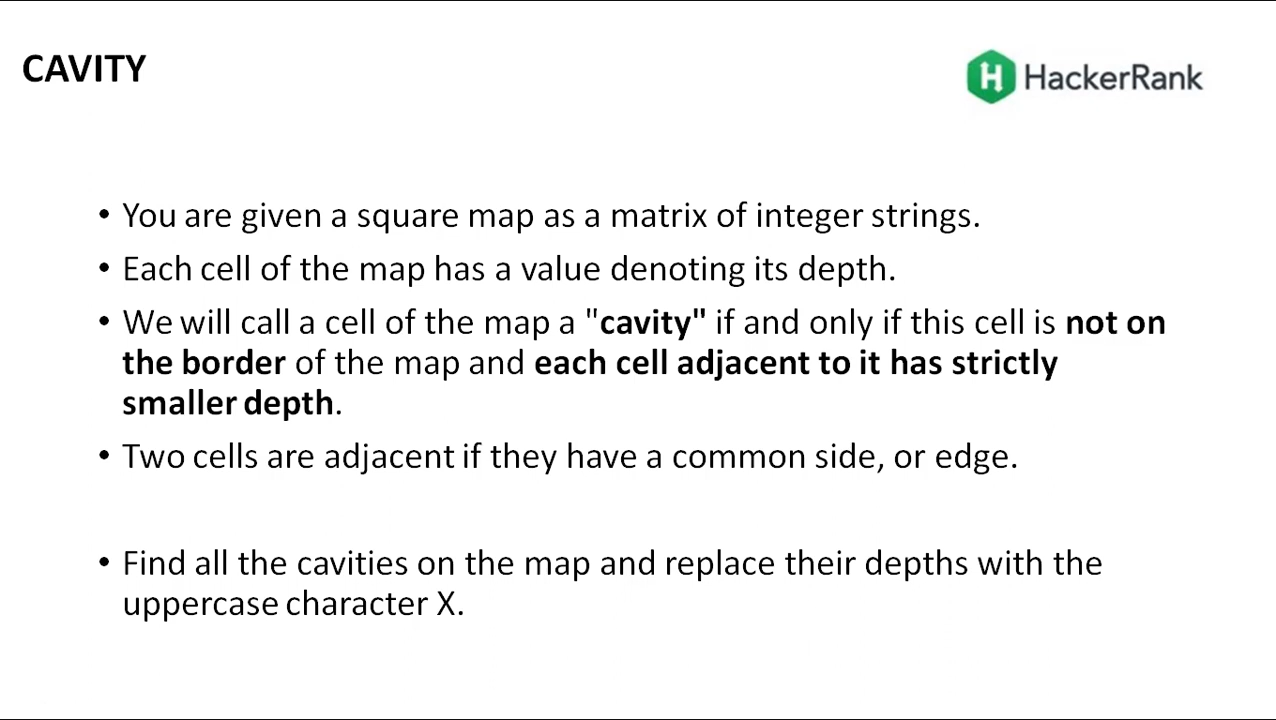 CAVITY
HackerRank
• You are given a square map as a matrix of integer strings.
• Each cell of the map has a value denoting its depth.
• We will call a cell of the map a "cavity" if and only if this cell is not on
the border of the map and each cell adjacent to it has strictly
smaller depth.
• Two cells are adjacent if they have a common side, or edge.
• Find all the cavities on the map and replace their depths with the
uppercase character X.